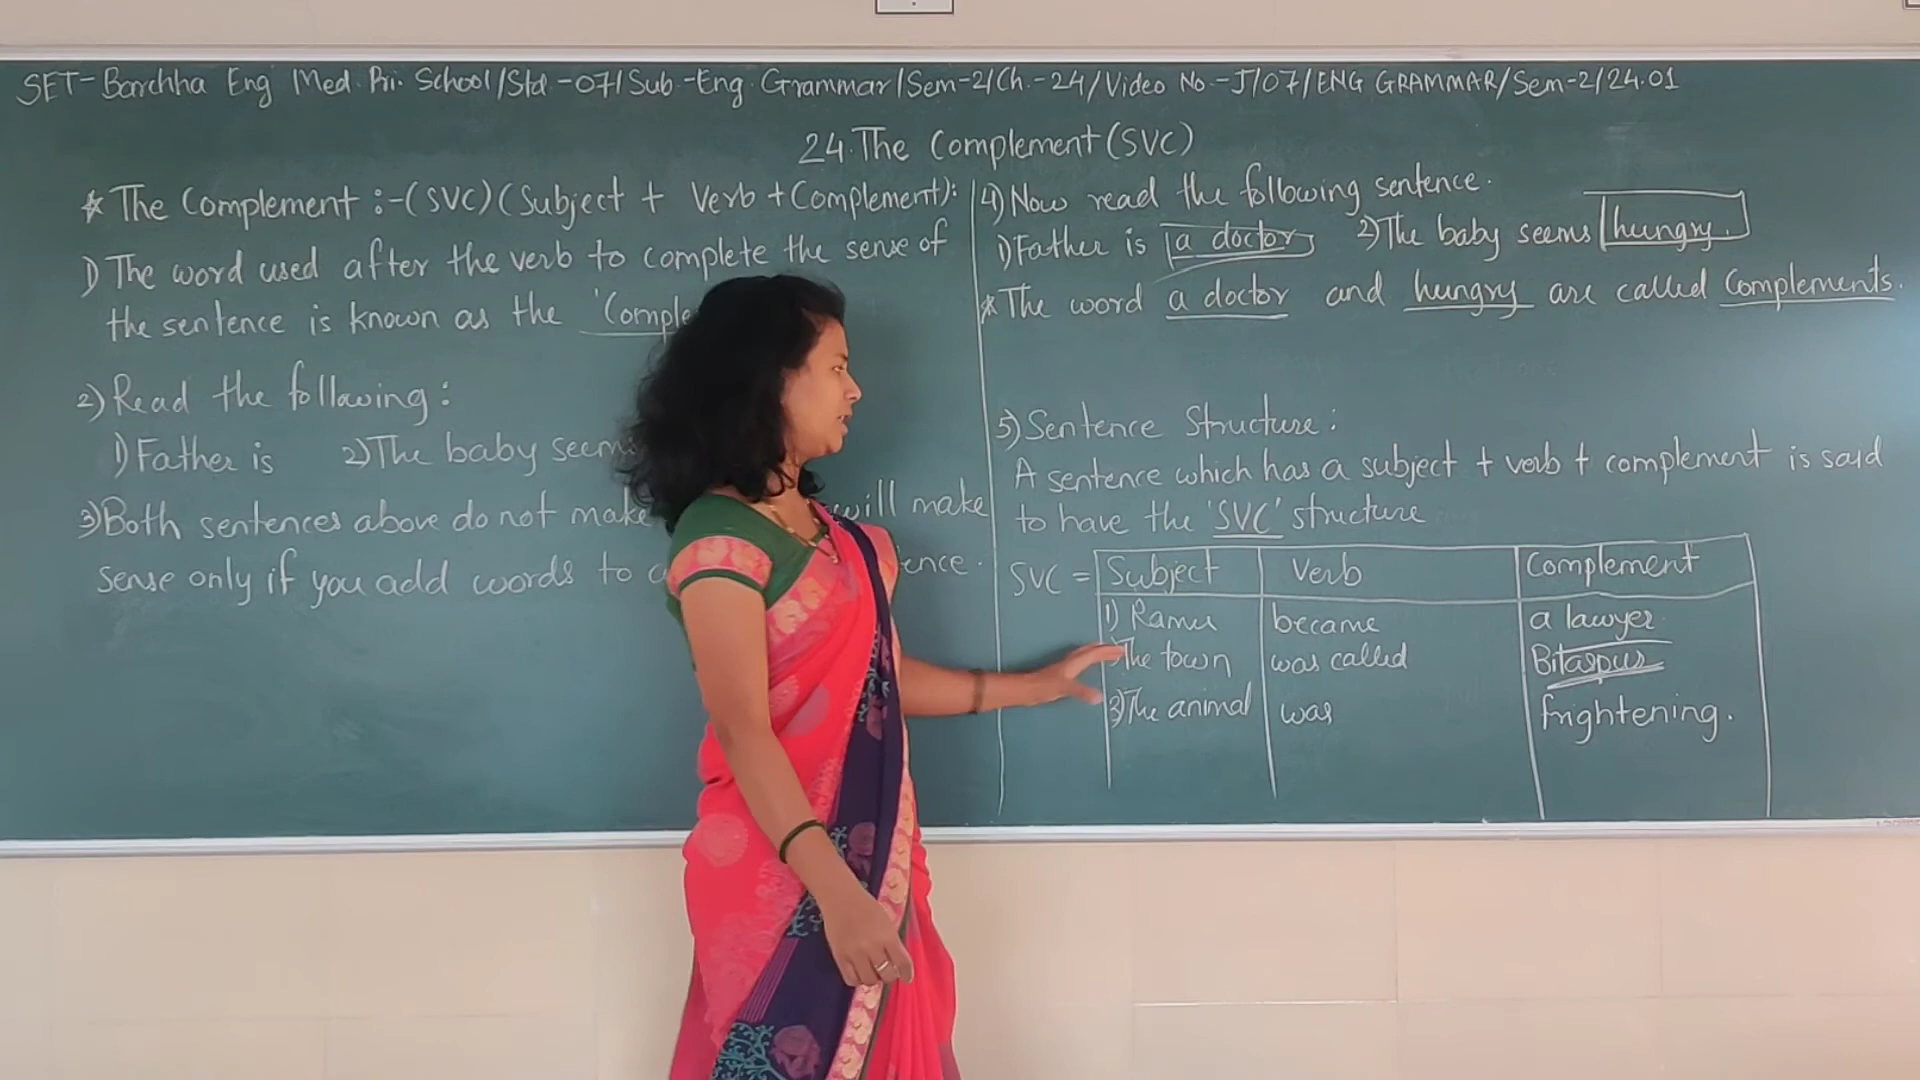 SET-Barchha Eng Med. Pri. School/Std-07/Sub-Eng. Grammar/Sem-2/Ch.-24/Video No-J/07/ENG GRAMMAR/Sem-2/24.01
24. The Complement (SVC)
* The Complement :- (SVC) (Subject + Verb + Complement):
1) The word used after the verb to complete the sense of
the sentence is known as the 'Comple
2) Read the following:
1) Father is 2) The baby seem
3) Both sentences above do not make will make
sense only if you add words to ence.
4) Now read the following sentence.
1) Father is a doctor 2) The baby seems hungry.
* The word a doctor and hungry are called Complements.
5) Sentence Structure:
A sentence which has a subject + verb + complement is said
to have the 'SVC' structure
SVC = Subject Verb Complement
1) Ramu became a lawyer.
The town was called Bitaspur
3) The animal was frightening.